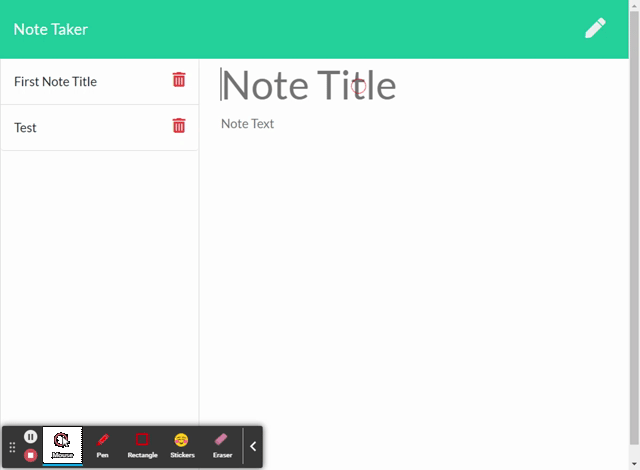 Note Taker
First Note Title
Test
Note Title
Note Text
Mouse
Pen
Rectangle
Stickers
Eraser